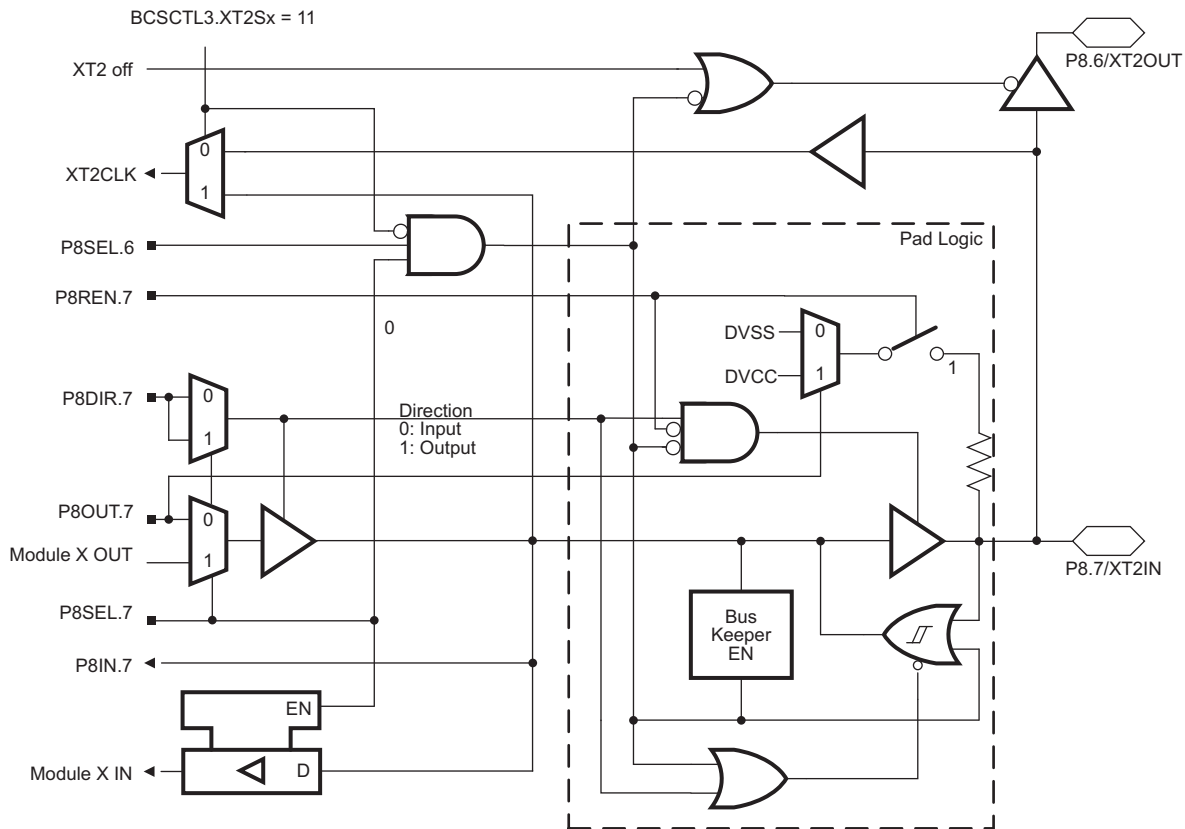 BCSCTL3.XT2Sx = 11
P8.6/XT2OUT
XT2 off
0
XT2CLK
1
Pad Logic
P8SEL.6
P8REN.7
0
DVSS
0
DVCC
1
1
P8DIR.7
0
1
Direction
0: Input
1: Output
P8OUT.7
0
Module X OUT
1
P8.7/XT2IN
P8SEL.7
Bus
Keeper
EN
P8IN.7
EN
Module X IN
D